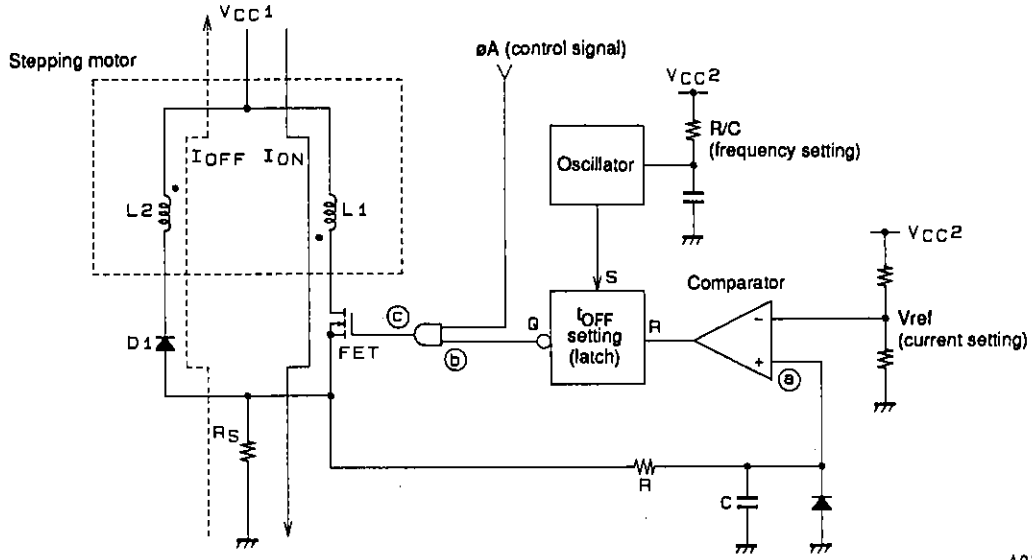 VCC1
øA (control signal)
Stepping motor
VCC2
R/C
(frequency setting)
Oscillator
IOFF
ION
L2
L1
VCC2
S
Comparator
c
Q
tOFF
setting
(latch)
R
-
Vref
(current setting)
D1
FET
b
+
a
RS
R
C